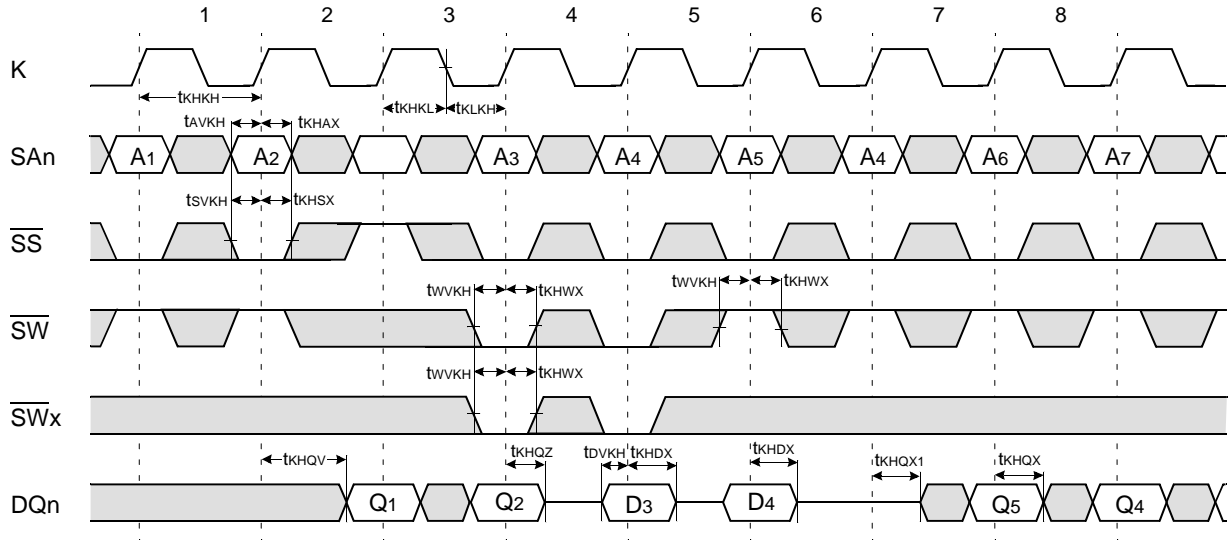 1 2 3 4 5 6 7 8
K
tKHKH tKHKL tKLKH
tAVKH tKHAX
SAn A1 A2 A3 A4 A5 A4 A6 A7
tSVKH tKHSX
SS
tWVKH tKHWX tWVKH tKHWX
SW
tWVKH tKHWX
SWx
tKHQV tKHQZ tDVKH tKHDX tKHDX tKHQX1 tKHQX
DQn Q1 Q2 D3 D4 Q5 Q4